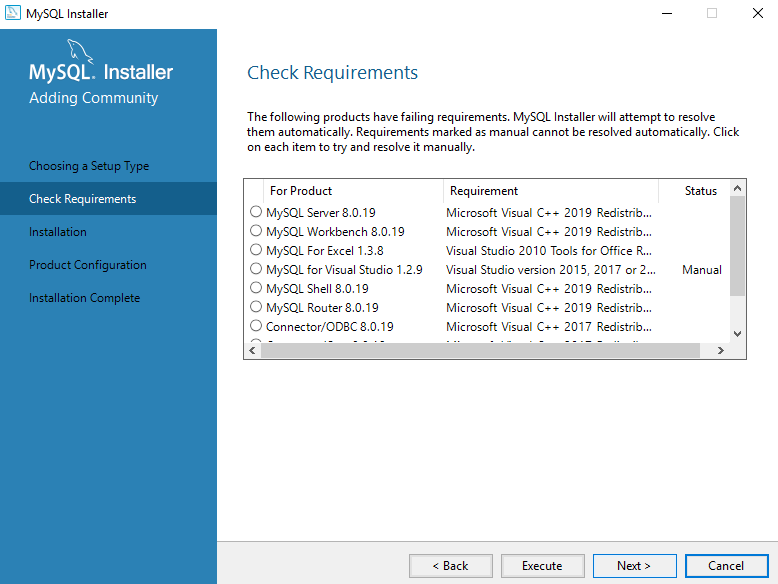 MySQL Installer
MySQL. Installer
Adding Community
Choosing a Setup Type
Check Requirements
Installation
Product Configuration
Installation Complete
Check Requirements
The following products have failing requirements. MySQL Installer will attempt to resolve
them automatically. Requirements marked as manual cannot be resolved automatically. Click
on each item to try and resolve it manually.
For Product Requirement Status
MySQL Server 8.0.19 Microsoft Visual C++ 2019 Redistrib...
MySQL Workbench 8.0.19 Microsoft Visual C++ 2019 Redistrib...
MySQL For Excel 1.3.8 Visual Studio 2010 Tools for Office R...
MySQL for Visual Studio 1.2.9 Visual Studio version 2015, 2017 or 2... Manual
MySQL Shell 8.0.19 Microsoft Visual C++ 2019 Redistrib...
MySQL Router 8.0.19 Microsoft Visual C++ 2019 Redistrib...
Connector/ODBC 8.0.19 Microsoft Visual C++ 2017 Redistrib...
< Back Execute Next > Cancel